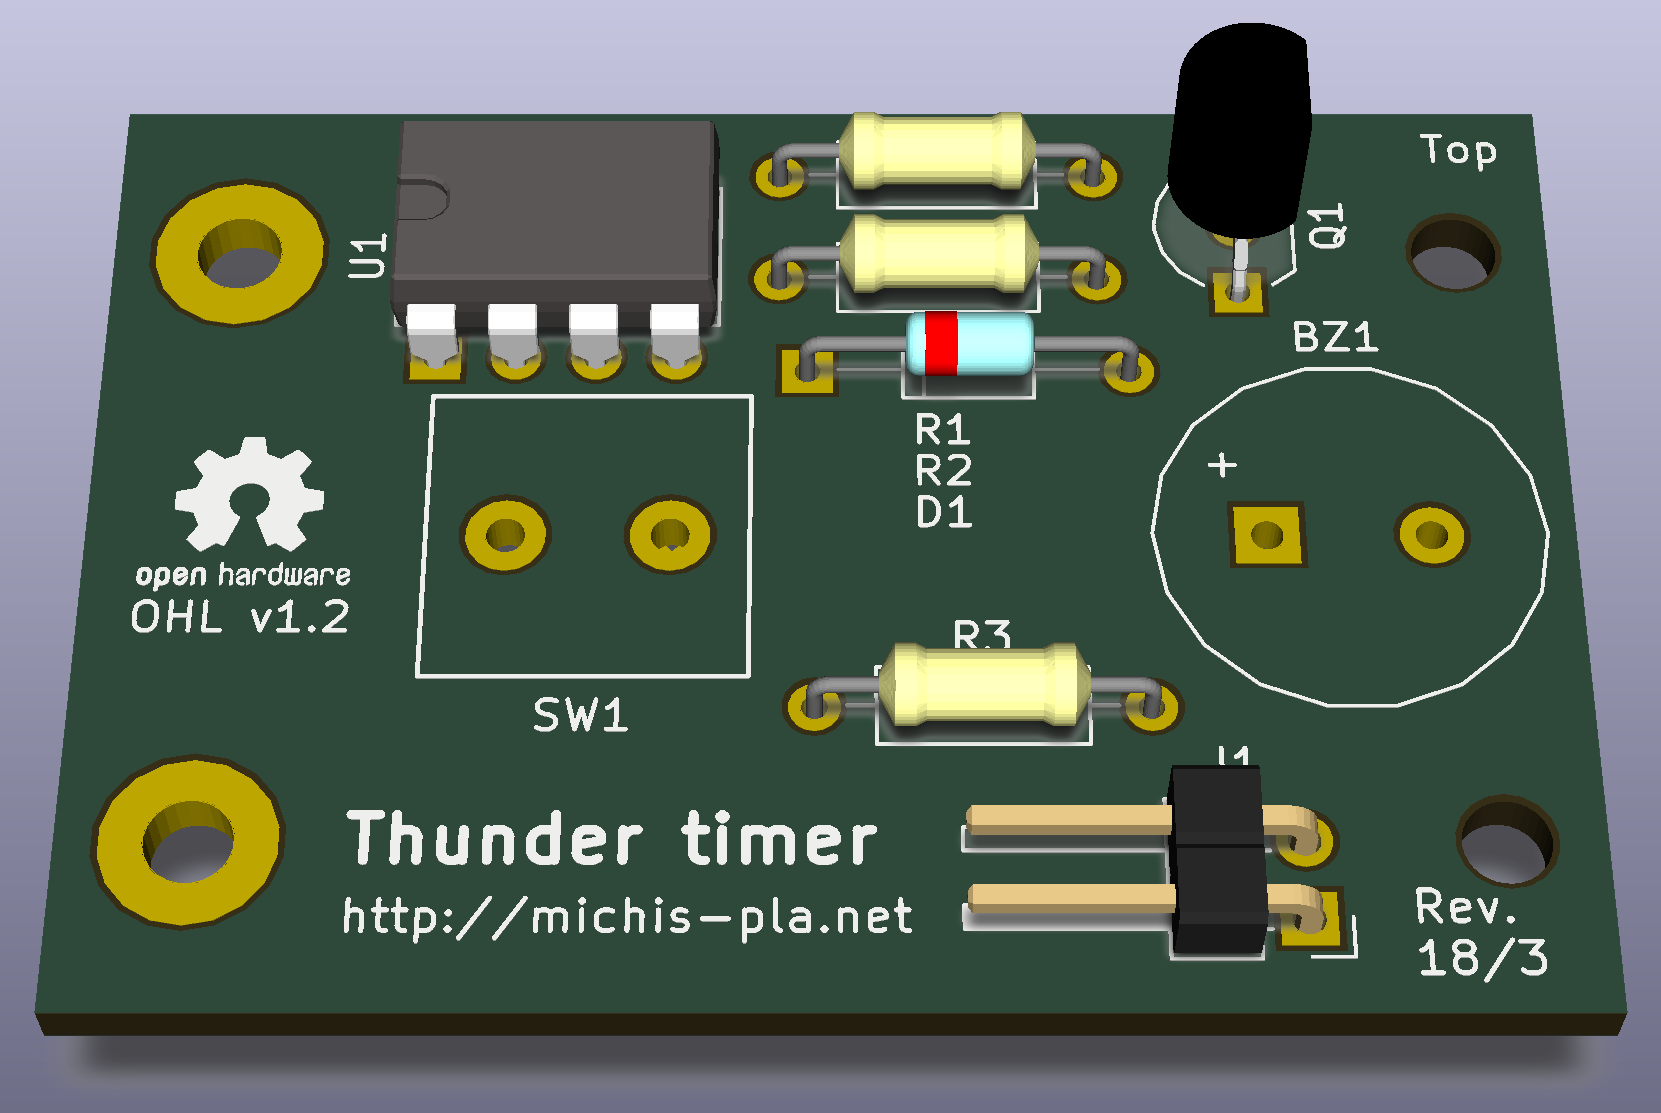 Top
U1
Q1
BZ1
R1
R2
D1
+
open hardware
OHL v1.2
R3
SW1
J1
Thunder timer
http://michis-pla.net
Rev.
18/3